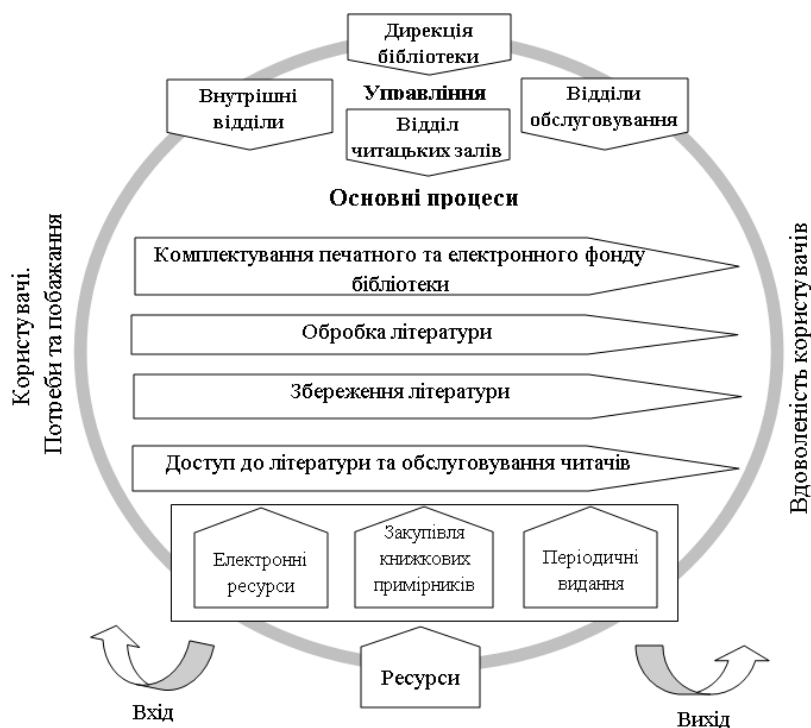 Дирекція
бібліотеки
Внутрішні
відділи
Управління
Відділ
читацьких залів
Відділи
обслуговування
Основні процеси
Користувачі.
Потреби та побажання
Комплектування печатного та електронного фонду
бібліотеки
Обробка літератури
Збереження літератури
Доступ до літератури та обслуговування читачів
Вдоволеність користувачів
Електронні
ресурси
Закупівля
книжкових
примірників
Періодичні
видання
Ресурси
Вхід
Вихід